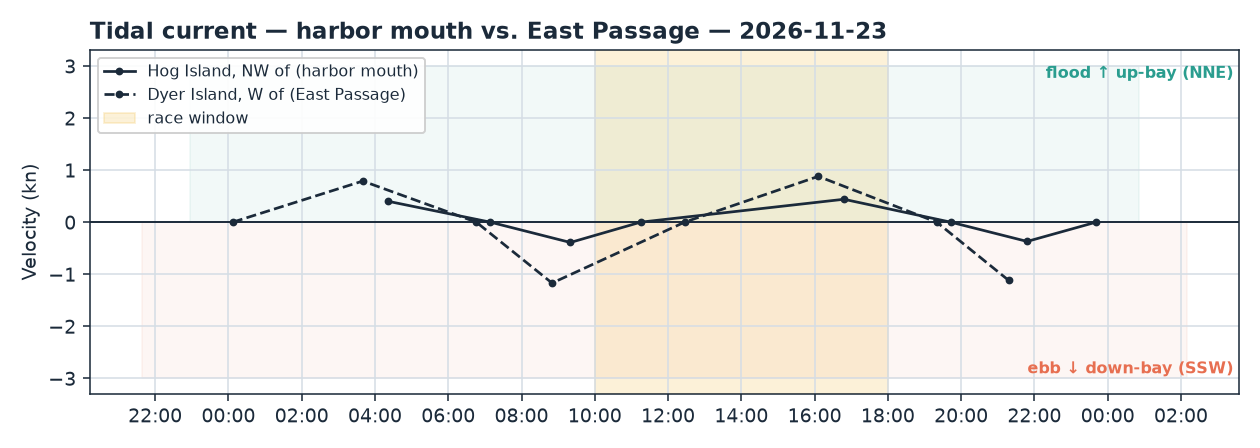 Tidal current — harbor mouth vs. East Passage — 2026-11-23
Hog Island, NW of (harbor mouth)
Dyer Island, W of (East Passage)
race window
flood ↑ up-bay (NNE)
ebb ↓ down-bay (SSW)
Velocity (kn)
3
2
1
0
−1
−2
−3
22:00 00:00 02:00 04:00 06:00 08:00 10:00 12:00 14:00 16:00 18:00 20:00 22:00 00:00 02:00